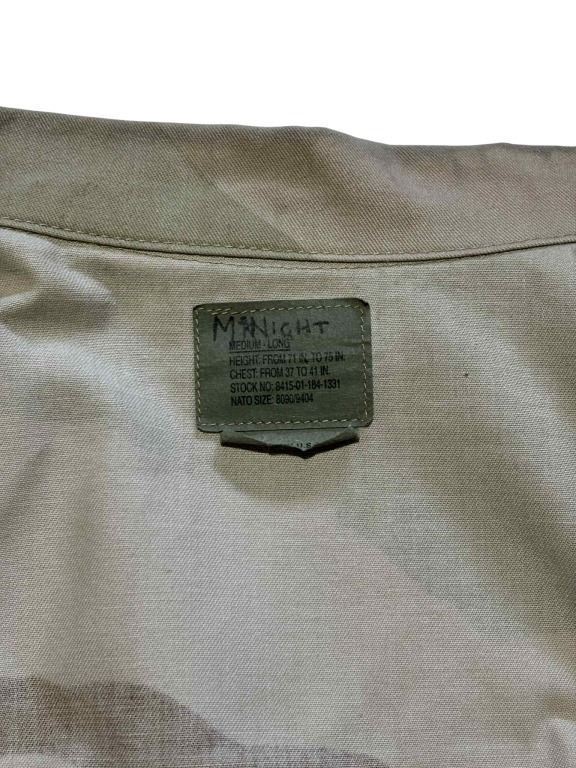 McNIGHT
MEDIUM - LONG
HEIGHT: FROM 71 IN. TO 75 IN.
CHEST: FROM 37 TO 41 IN.
STOCK NO: 8415-01-184-1331
NATO SIZE: 8090/9404
U.S